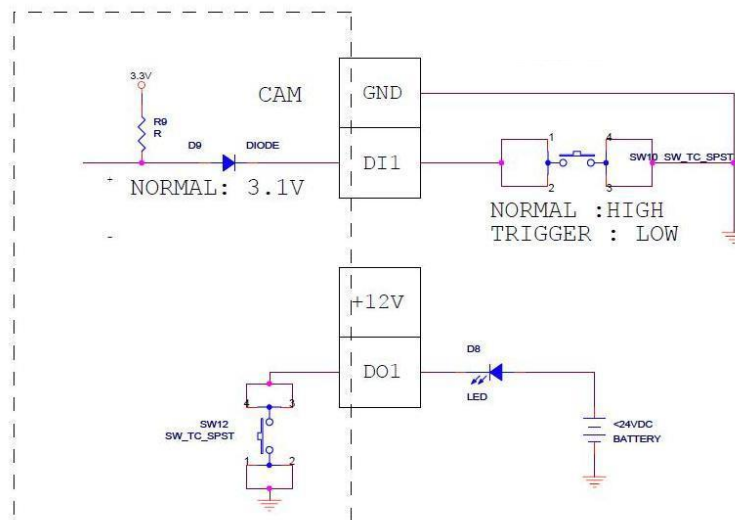 3.3V
CAM
GND
R9
R
D9 DIODE
DI1
1 4
SW10 SW_TC_SPST
2 3
+
NORMAL: 3.1V
-
NORMAL :HIGH
TRIGGER : LOW
+12V
D8
DO1
LED
4 3
SW12
SW_TC_SPST
<24VDC
BATTERY
1 2